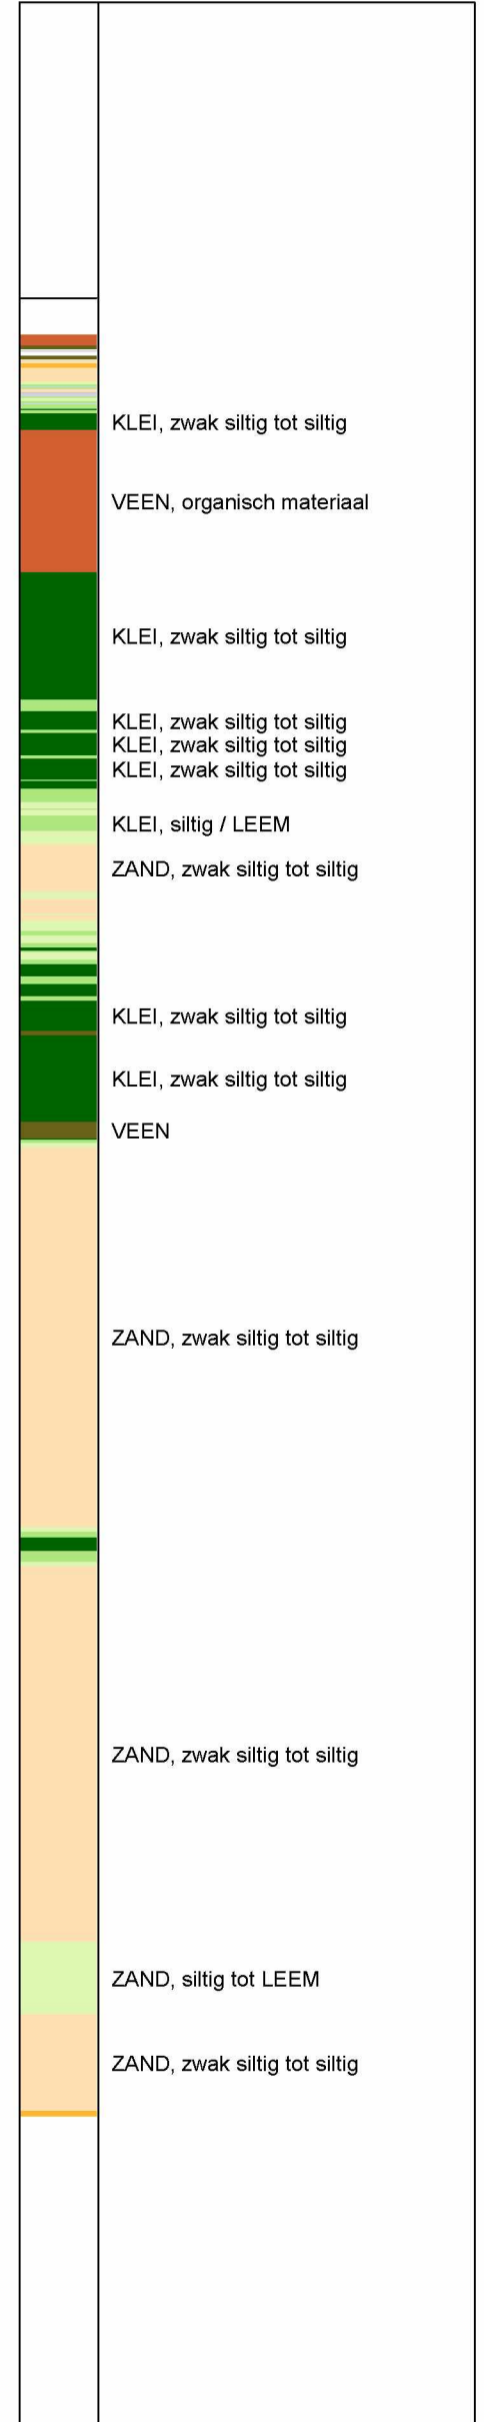 KLEI, zwak siltig tot siltig
VEEN, organisch materiaal
KLEI, zwak siltig tot siltig
KLEI, zwak siltig tot siltig
KLEI, zwak siltig tot siltig
KLEI, zwak siltig tot siltig
KLEI, siltig / LEEM
ZAND, zwak siltig tot siltig
KLEI, zwak siltig tot siltig
KLEI, zwak siltig tot siltig
VEEN
ZAND, zwak siltig tot siltig
ZAND, zwak siltig tot siltig
ZAND, siltig tot LEEM
ZAND, zwak siltig tot siltig